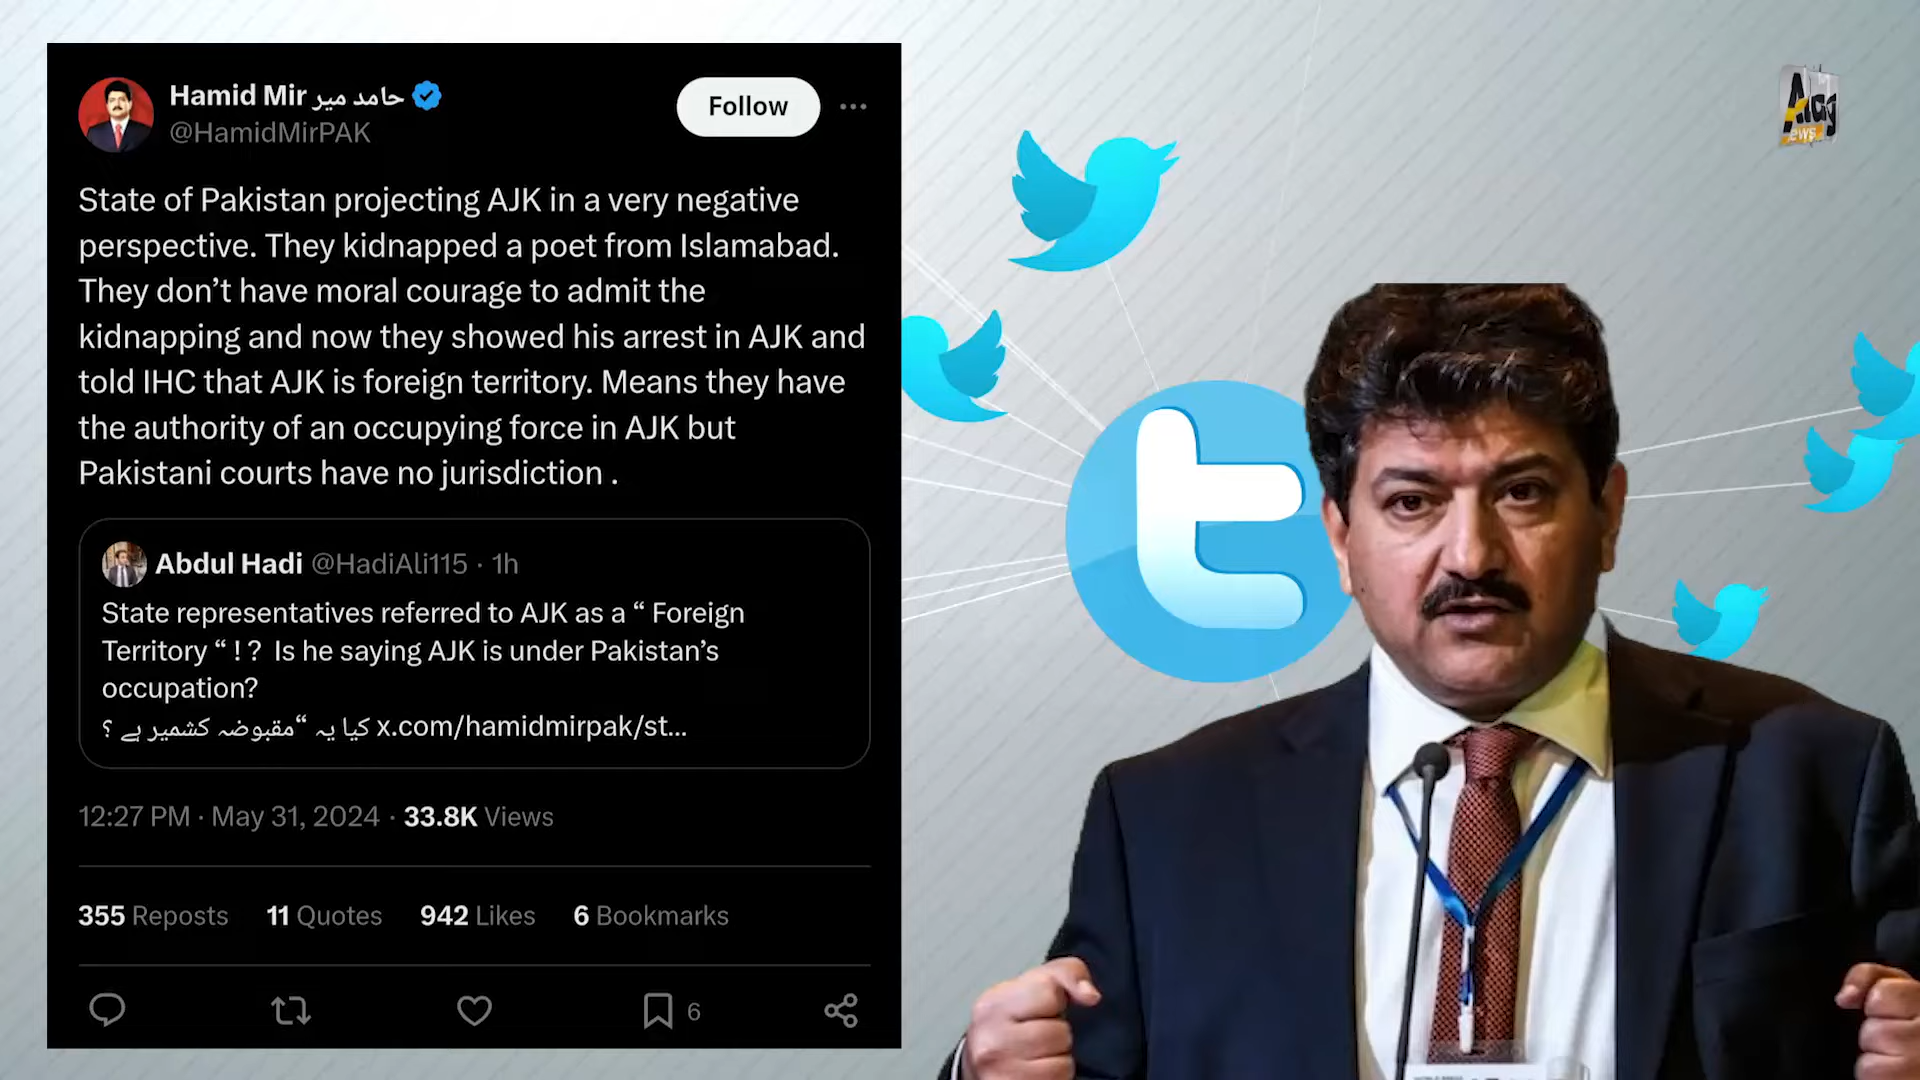 Hamid Mir حامد میر
@HamidMirPAK
Follow
State of Pakistan projecting AJK in a very negative
perspective. They kidnapped a poet from Islamabad.
They don’t have moral courage to admit the
kidnapping and now they showed his arrest in AJK and
told IHC that AJK is foreign territory. Means they have
the authority of an occupying force in AJK but
Pakistani courts have no jurisdiction .
Abdul Hadi @HadiAli115 · 1h
State representatives referred to AJK as a “ Foreign
Territory “ ! ? Is he saying AJK is under Pakistan’s
occupation?
کیا یہ “مقبوضہ کشمیر ہے ؟ x.com/hamidmirpak/st...
12:27 PM · May 31, 2024 · 33.8K Views
355 Reposts 11 Quotes 942 Likes 6 Bookmarks
6
Alag
ews